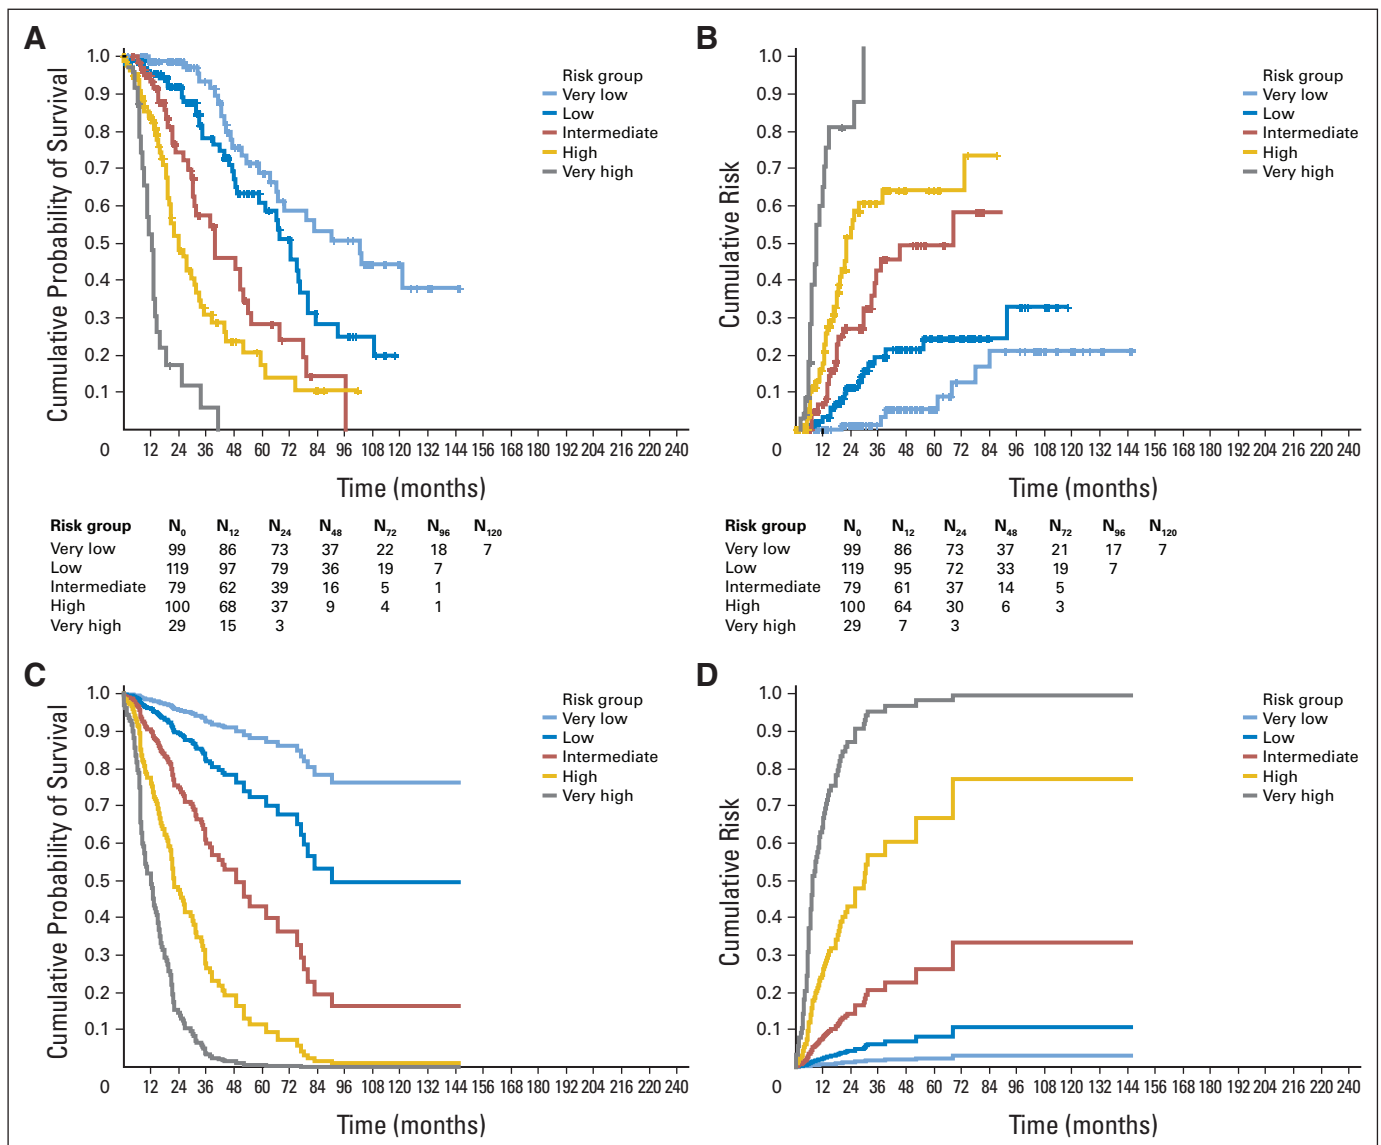 A
Cumulative Probability of Survival
1.0
0.9
0.8
0.7
0.6
0.5
0.4
0.3
0.2
0.1
0 12 24 36 48 60 72 84 96 108 120 132 144 156 168 180 192 204 216 220 240
Time (months)
Risk group
Very low
Low
Intermediate
High
Very high
Risk group N0 N12 N24 N48 N72 N96 N120
Very low 99 86 73 37 22 18 7
Low 119 97 79 36 19 7
Intermediate 79 62 39 16 5 1
High 100 68 37 9 4 1
Very high 29 15 3
B
Cumulative Risk
1.0
0.9
0.8
0.7
0.6
0.5
0.4
0.3
0.2
0.1
0 12 24 36 48 60 72 84 96 108 120 132 144 156 168 180 192 204 216 220 240
Time (months)
Risk group
Very low
Low
Intermediate
High
Very high
Risk group N0 N12 N24 N48 N72 N96 N120
Very low 99 86 73 37 21 17 7
Low 119 95 72 33 19 7
Intermediate 79 61 37 14 5
High 100 64 30 6 3
Very high 29 7 3
C
Cumulative Probability of Survival
1.0
0.9
0.8
0.7
0.6
0.5
0.4
0.3
0.2
0.1
0 12 24 36 48 60 72 84 96 108 120 132 144 156 168 180 192 204 216 220 240
Time (months)
Risk group
Very low
Low
Intermediate
High
Very high
D
Cumulative Risk
1.0
0.9
0.8
0.7
0.6
0.5
0.4
0.3
0.2
0.1
0 12 24 36 48 60 72 84 96 108 120 132 144 156 168 180 192 204 216 220 240
Time (months)
Risk group
Very low
Low
Intermediate
High
Very high